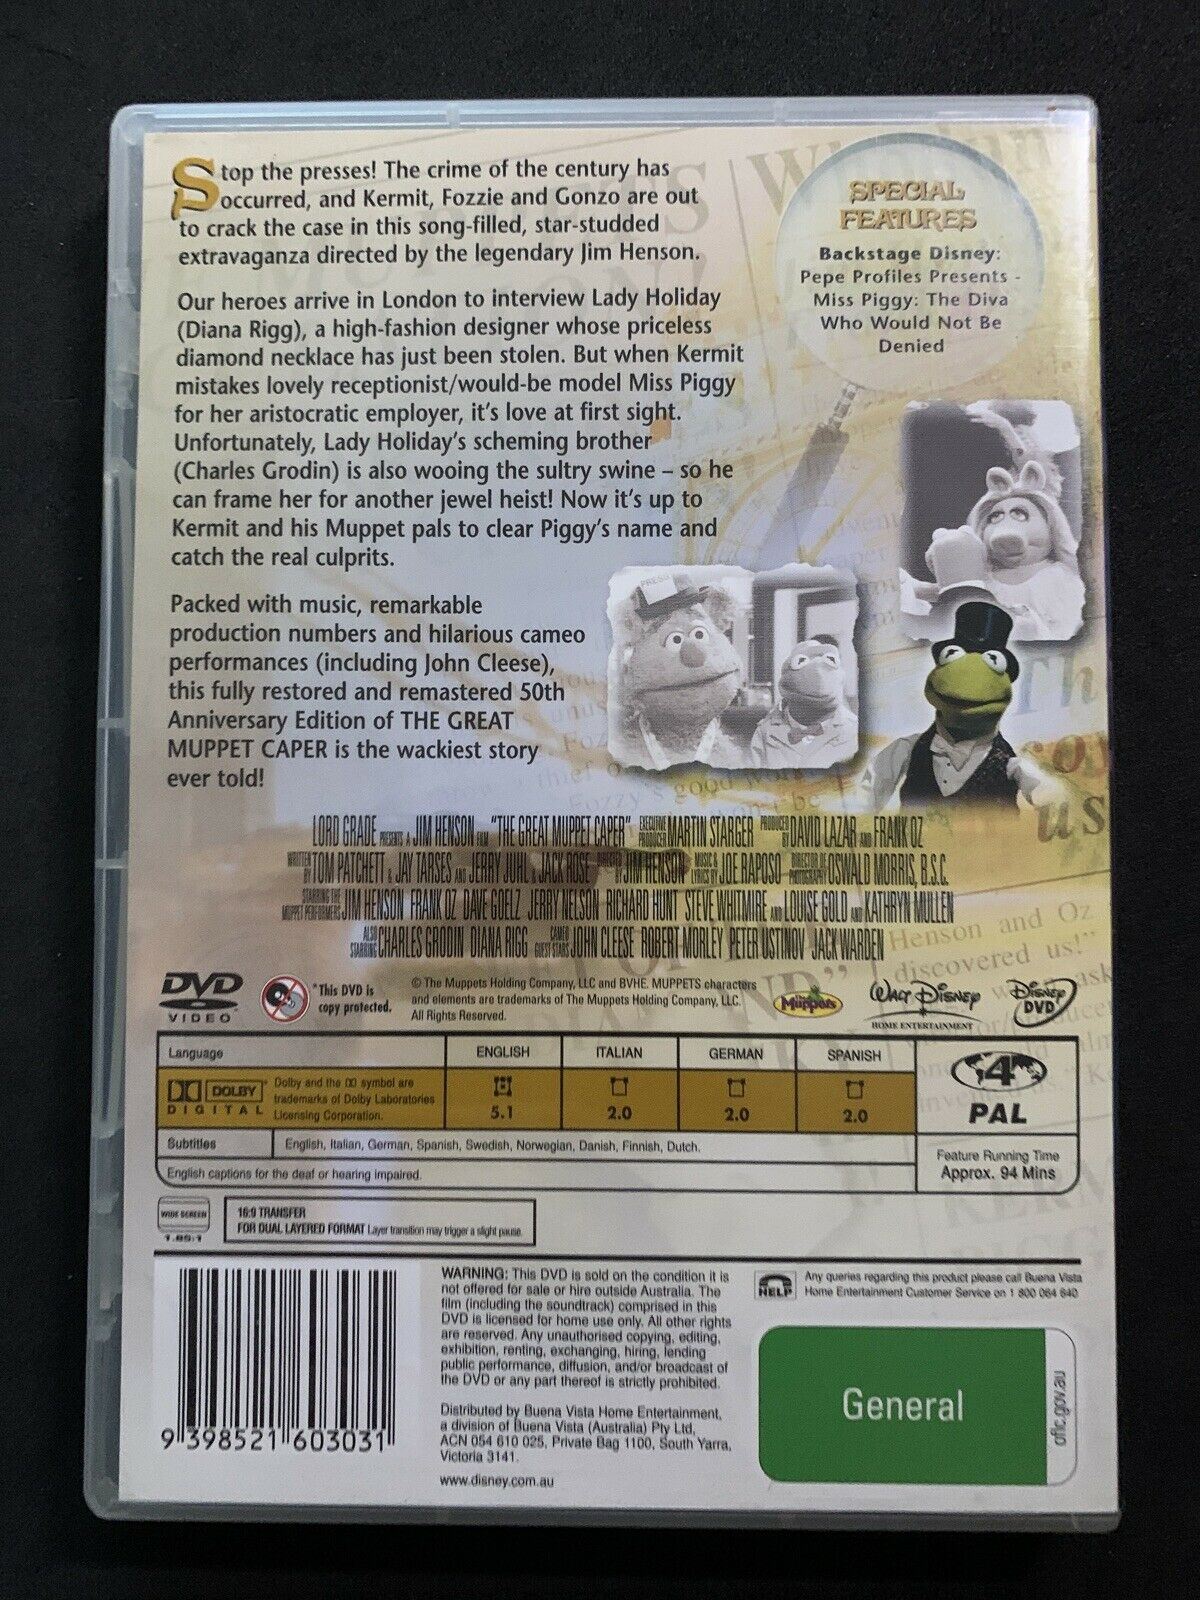 Stop the presses! The crime of the century has
occurred, and Kermit, Fozzie and Gonzo are out
to crack the case in this song-filled, star-studded
extravaganza directed by the legendary Jim Henson.
Our heroes arrive in London to interview Lady Holiday
(Diana Rigg), a high-fashion designer whose priceless
diamond necklace has just been stolen. But when Kermit
mistakes lovely receptionist/would-be model Miss Piggy
for her aristocratic employer, it's love at first sight.
Unfortunately, Lady Holiday's scheming brother
(Charles Grodin) is also wooing the sultry swine – so he
can frame her for another jewel heist! Now it's up to
Kermit and his Muppet pals to clear Piggy's name and
catch the real culprits.
Packed with music, remarkable
production numbers and hilarious cameo
performances (including John Cleese),
this fully restored and remastered 50th
Anniversary Edition of THE GREAT
MUPPET CAPER is the wackiest story
ever told!
SPECIAL
FEATURES
Backstage Disney:
Pepe Profiles Presents -
Miss Piggy: The Diva
Who Would Not Be
Denied
PRESS
LORD GRADE PRESENTS A JIM HENSON FILM "THE GREAT MUPPET CAPER" EXECUTIVE PRODUCER MARTIN STARGER PRODUCED BY DAVID LAZAR AND FRANK OZ
WRITTEN BY TOM PATCHETT & JAY TARSES AND JERRY JUHL & JACK ROSE DIRECTED BY JIM HENSON MUSIC & LYRICS BY JOE RAPOSO DIRECTOR OF PHOTOGRAPHY OSWALD MORRIS, B.S.C.
STARRING THE MUPPET PERFORMERS JIM HENSON FRANK OZ DAVE GOELZ JERRY NELSON RICHARD HUNT STEVE WHITMIRE AND LOUISE GOLD AND KATHRYN MULLEN
ALSO STARRING CHARLES GRODIN DIANA RIGG CAMEO GUEST STARS JOHN CLEESE ROBERT MORLEY PETER USTINOV JACK WARDEN
Henson and Oz
discovered us!"
DVD
VIDEO
*This DVD is
copy protected.
© The Muppets Holding Company, LLC and BVHE. MUPPETS characters
and elements are trademarks of The Muppets Holding Company, LLC.
All Rights Reserved.
Muppets
WALT DISNEY
HOME ENTERTAINMENT
Disney
DVD
Language
ENGLISH ITALIAN GERMAN SPANISH
DOLBY
DIGITAL
Dolby and the DD symbol are
trademarks of Dolby Laboratories
Licensing Corporation.
5.1 2.0 2.0 2.0
4
PAL
Subtitles English, Italian, German, Spanish, Swedish, Norwegian, Danish, Finnish, Dutch.
English captions for the deaf or hearing impaired.
Feature Running Time
Approx. 94 Mins
WIDE SCREEN
1.85:1
16:9 TRANSFER
FOR DUAL LAYERED FORMAT Layer transition may trigger a slight pause.
9 398521 603031
WARNING: This DVD is sold on the condition it is
not offered for sale or hire outside Australia. The
film (including the soundtrack) comprised in this
DVD is licensed for home use only. All other rights
are reserved. Any unauthorised copying, editing,
exhibition, renting, exchanging, hiring, lending
public performance, diffusion, and/or broadcast of
the DVD or any part thereof is strictly prohibited.
Distributed by Buena Vista Home Entertainment,
a division of Buena Vista (Australia) Pty Ltd,
ACN 054 610 025, Private Bag 1100, South Yarra,
Victoria 3141.
www.disney.com.au
HELP
Any queries regarding this product please call Buena Vista
Home Entertainment Customer Service on 1 800 064 640
General
oflc.gov.au